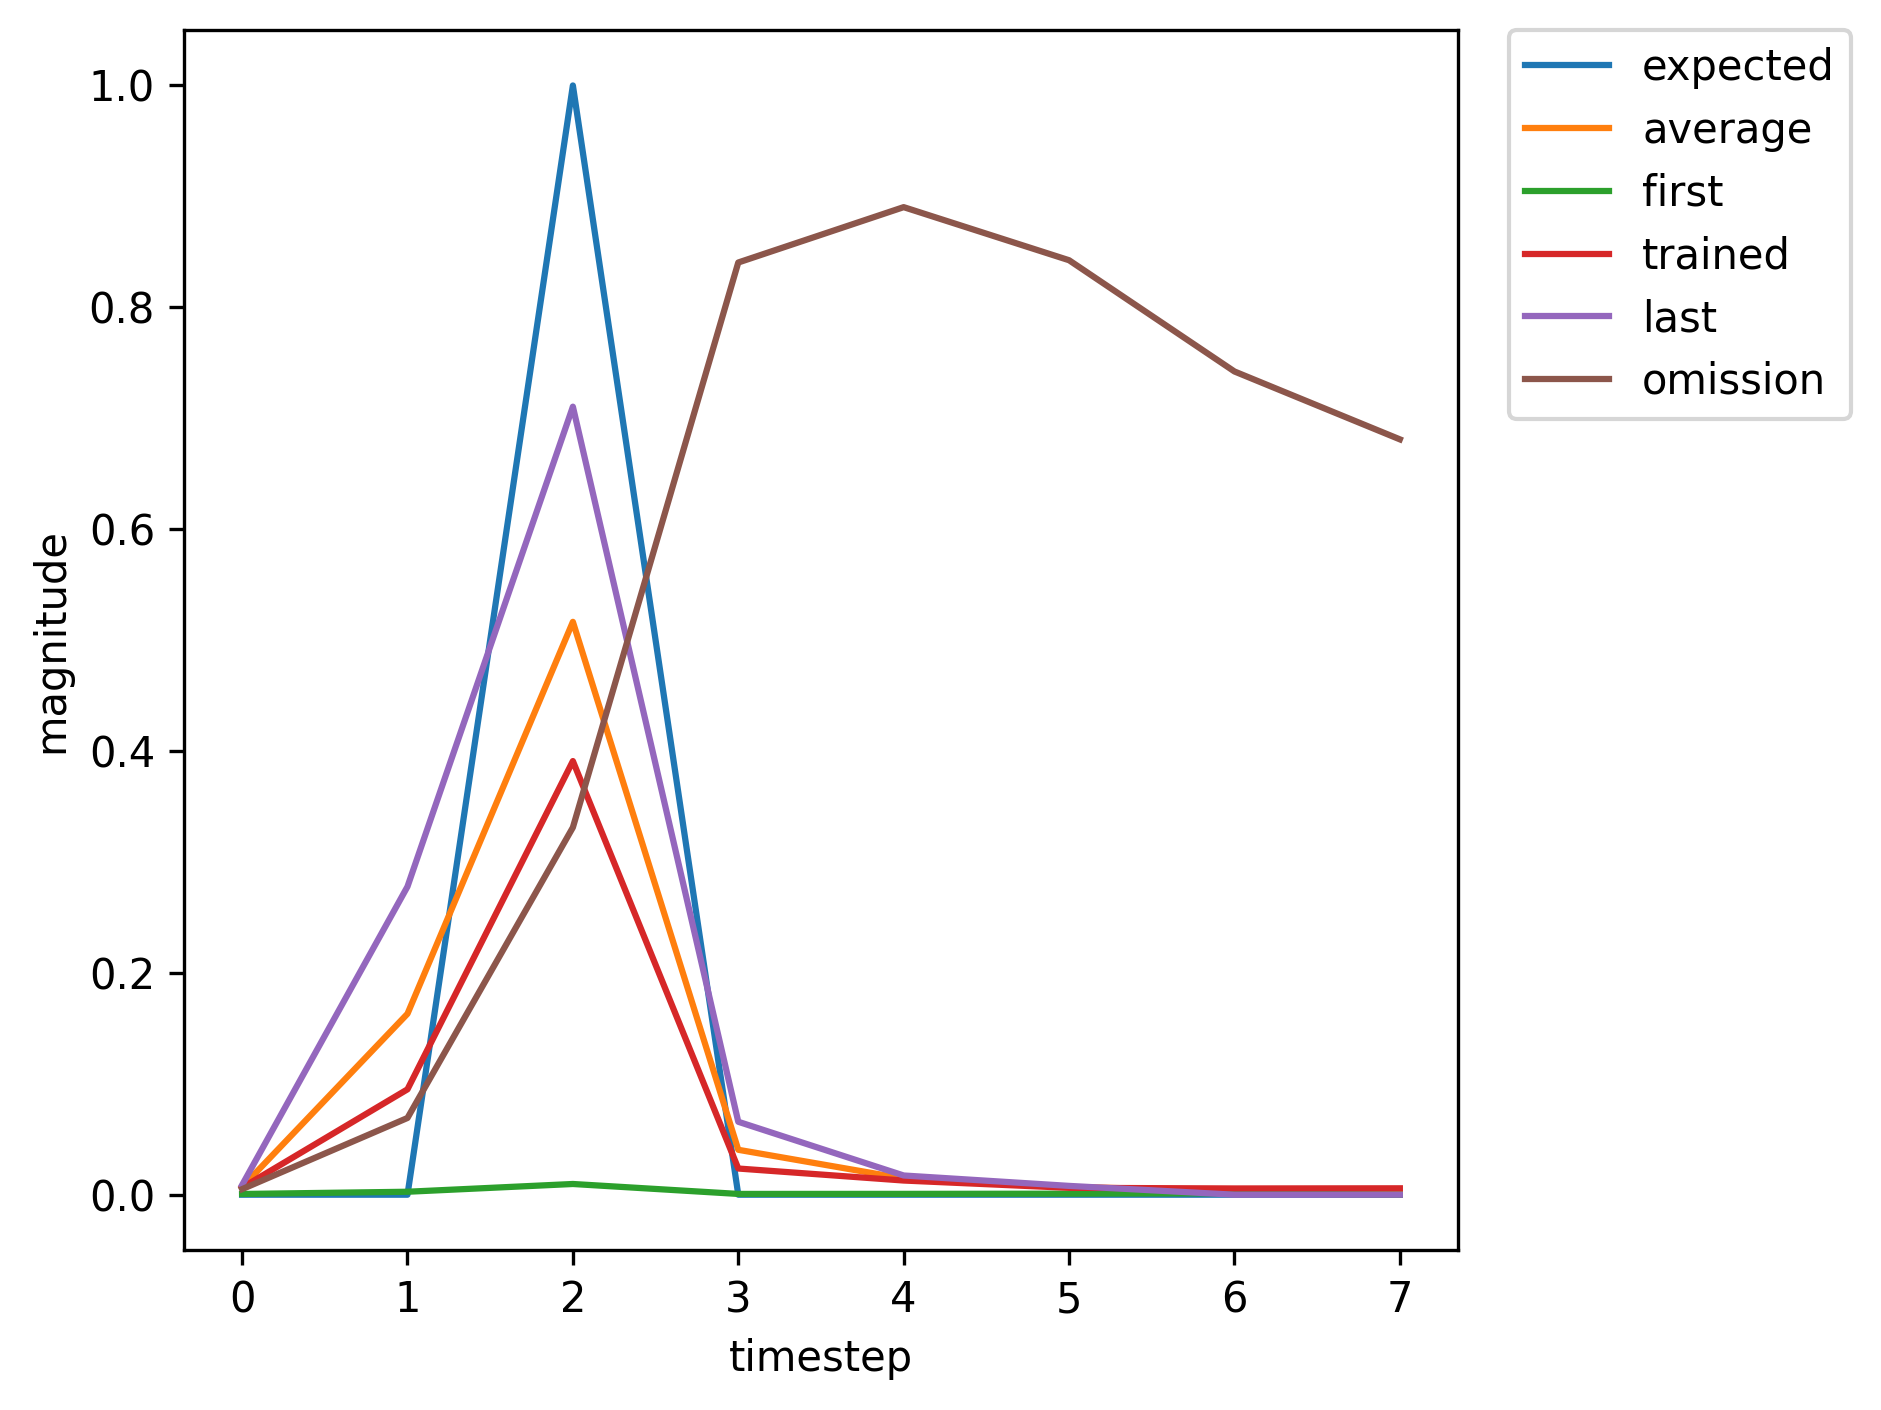 1.0
0.8
0.6
0.4
0.2
0.0
magnitude
0 1 2 3 4 5 6 7
timestep
expected
average
first
trained
last
omission